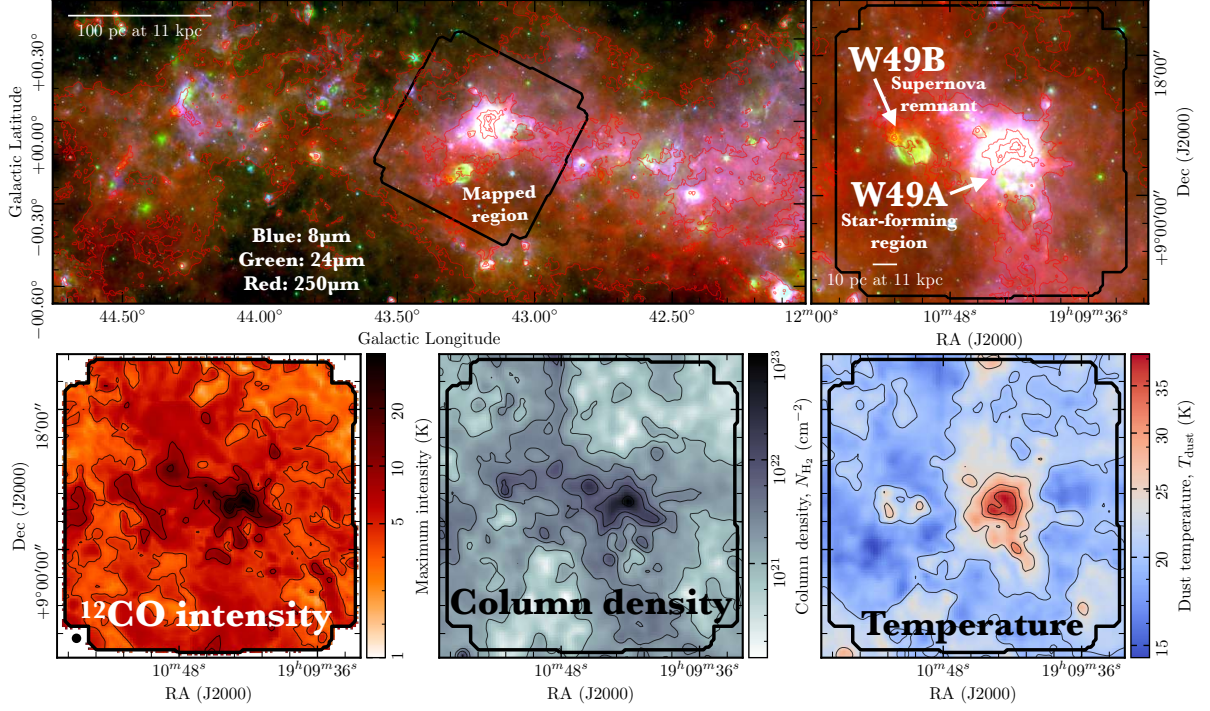 100 pc at 11 kpc
Galactic Latitude
+00.30°
+00.00°
−00.30°
−00.60°
Mapped
region
Blue: 8μm
Green: 24μm
Red: 250μm
44.50°
44.00°
43.50°
43.00°
42.50°
Galactic Longitude
W49B
Supernova
remnant
W49A
Star-forming
region
10 pc at 11 kpc
18′00″
+9°00′00″
Dec (J2000)
12ᵐ00ˢ
10ᵐ48ˢ
19ʰ09ᵐ36ˢ
RA (J2000)
Dec (J2000)
18′00″
+9°00′00″
¹²CO intensity
10ᵐ48ˢ
19ʰ09ᵐ36ˢ
RA (J2000)
20
10
5
1
Maximum intensity (K)
Column density
10ᵐ48ˢ
19ʰ09ᵐ36ˢ
RA (J2000)
10²³
10²²
10²¹
Column density, N_H₂ (cm⁻²)
Temperature
10ᵐ48ˢ
19ʰ09ᵐ36ˢ
RA (J2000)
35
30
25
20
15
Dust temperature, T_dust (K)